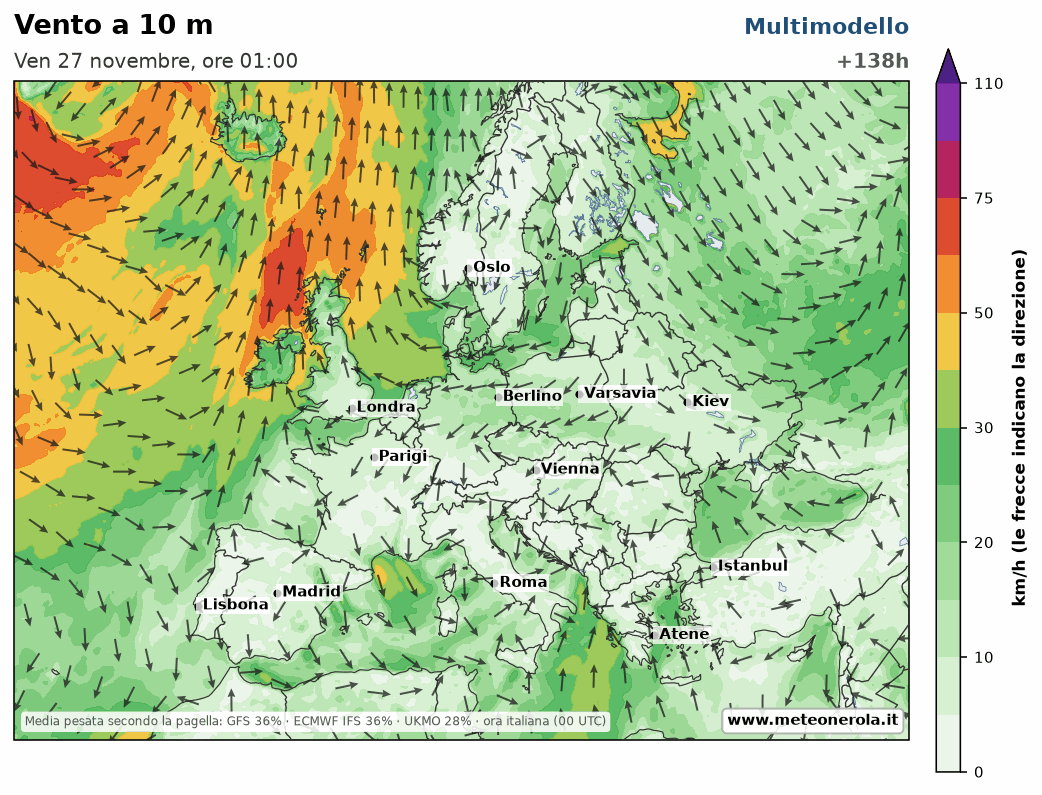 Vento a 10 m
Multimodello
Ven 27 novembre, ore 01:00
+138h
110
75
50
30
20
10
0
km/h (le frecce indicano la direzione)
Oslo
Londra
Berlino
Varsavia
Kiev
Parigi
Vienna
Istanbul
Roma
Madrid
Lisbona
Atene
Media pesata secondo la pagella: GFS 36% · ECMWF IFS 36% · UKMO 28% · ora italiana (00 UTC)
www.meteonerola.it